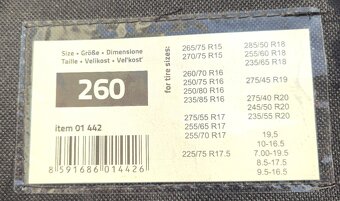 Size • Größe • Dimensione
Taille • Velikost • Veľkosť
260
item 01 442
8 591686 014426
for tire sizes:
265/75 R15
270/75 R15
260/70 R16
250/75 R16
250/80 R16
235/85 R16
275/55 R17
255/65 R17
255/70 R17
225/75 R17.5
285/50 R18
255/60 R18
235/65 R18
275/45 R19
275/40 R20
245/50 R20
235/55 R20
19,5
10-16.5
7.00-19.5
8.5-17.5
9.5-16.5